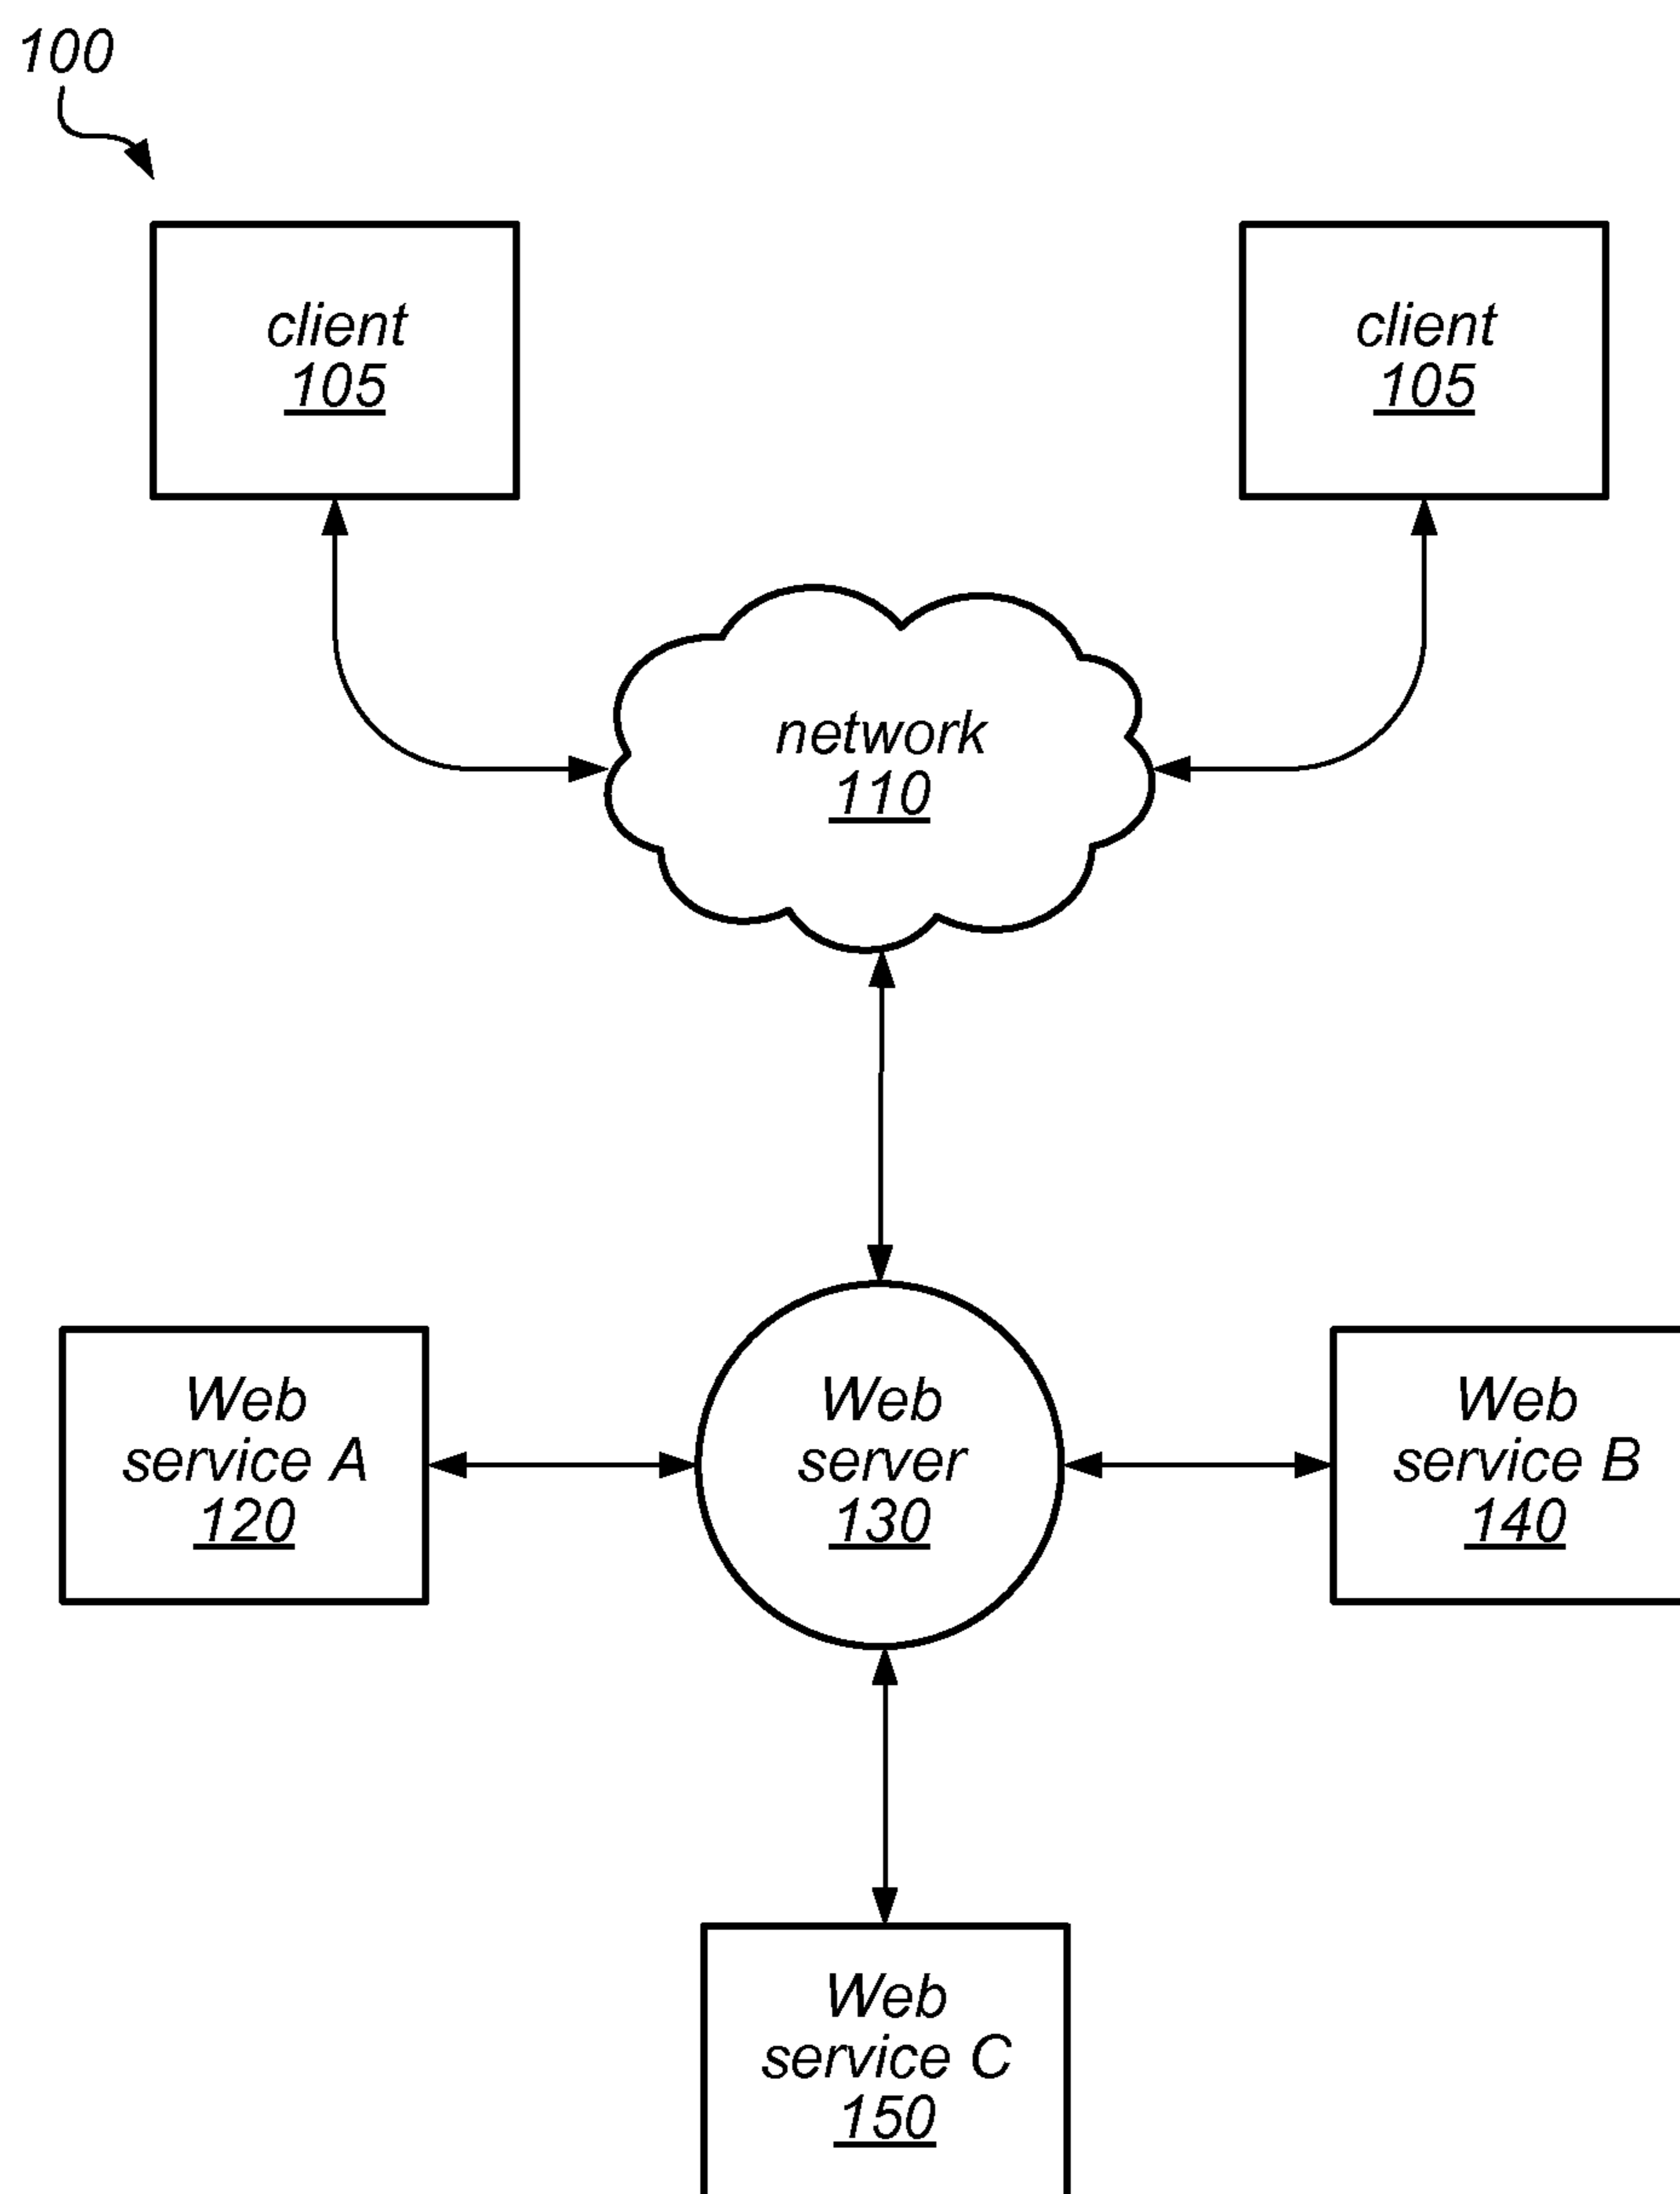 100
client
105
client
105
network
110
Web
service A
120
Web
server
130
Web
service B
140
Web
service C
150